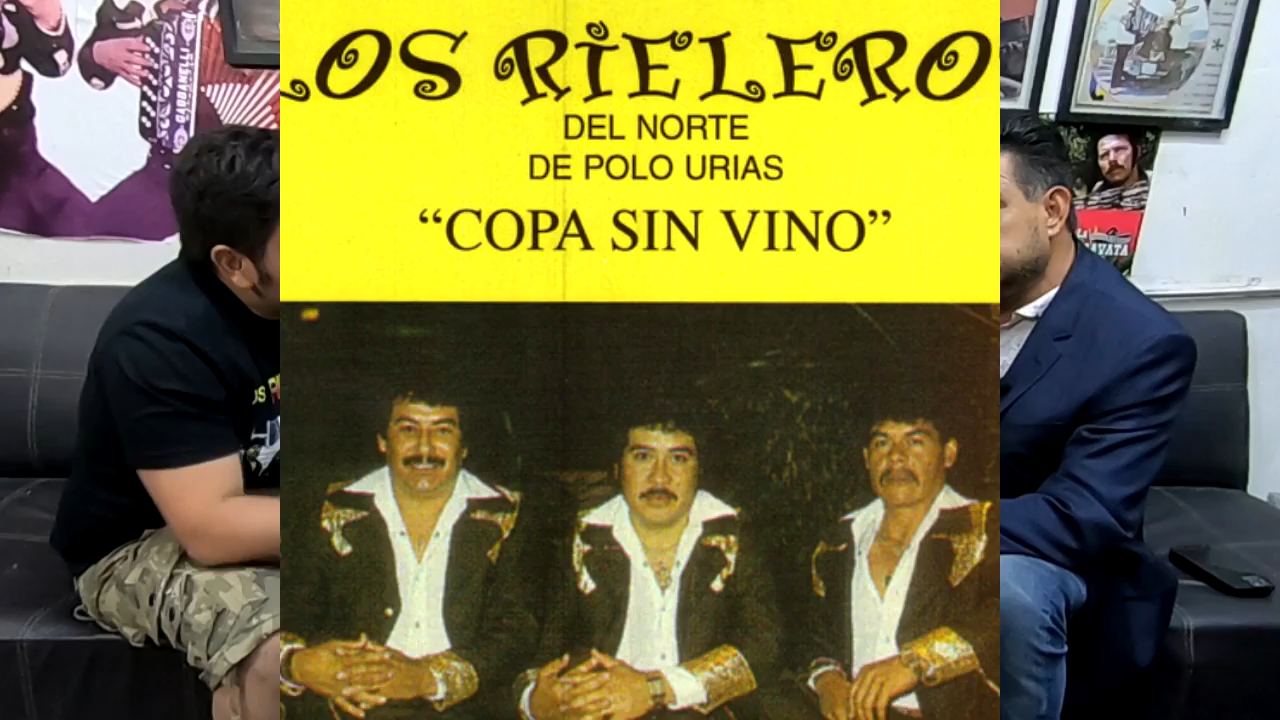 LOS RIELERO
DEL NORTE
DE POLO URIAS
“COPA SIN VINO”